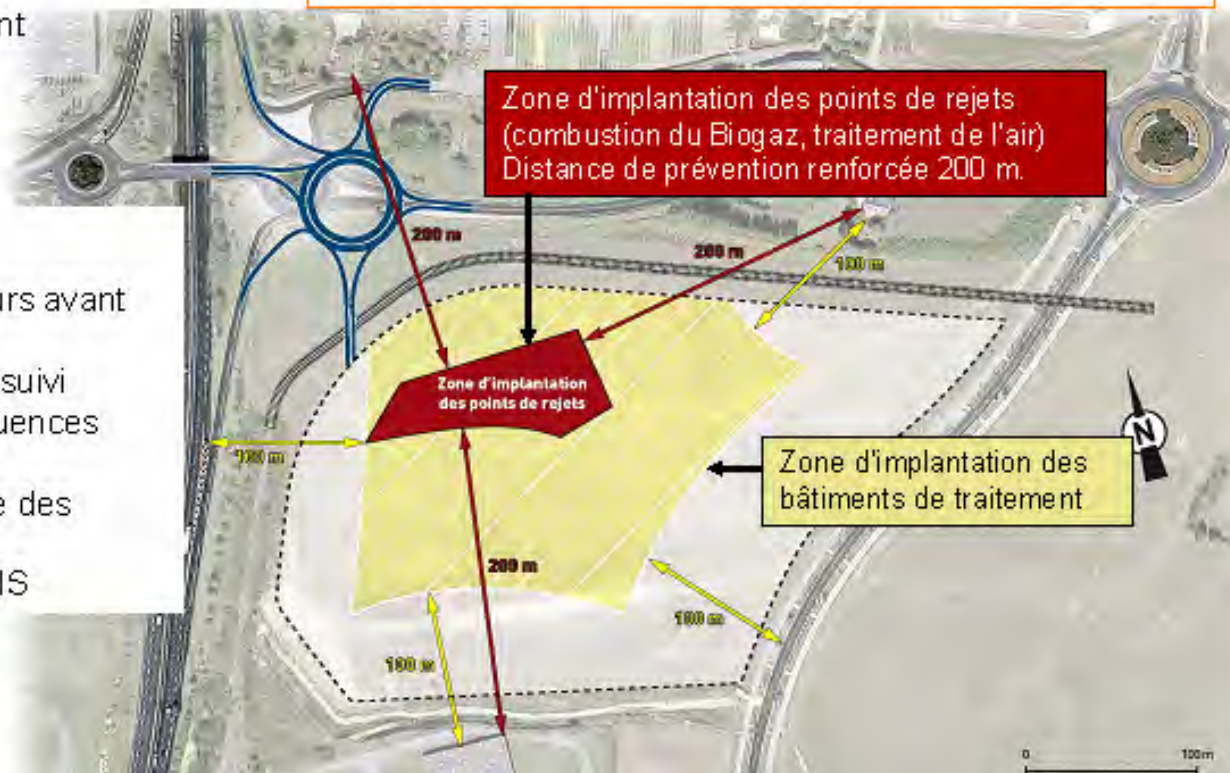 nt
Zone d'implantation des points de rejets
(combustion du Biogaz, traitement de l'air)
Distance de prévention renforcée 200 m.
200 m
200 m
100 m
urs avant
suivi
uences
e des
IS
Zone d'implantation
des points de rejets
100 m
N
Zone d'implantation des
bâtiments de traitement
200 m
100 m
100 m
0 100m